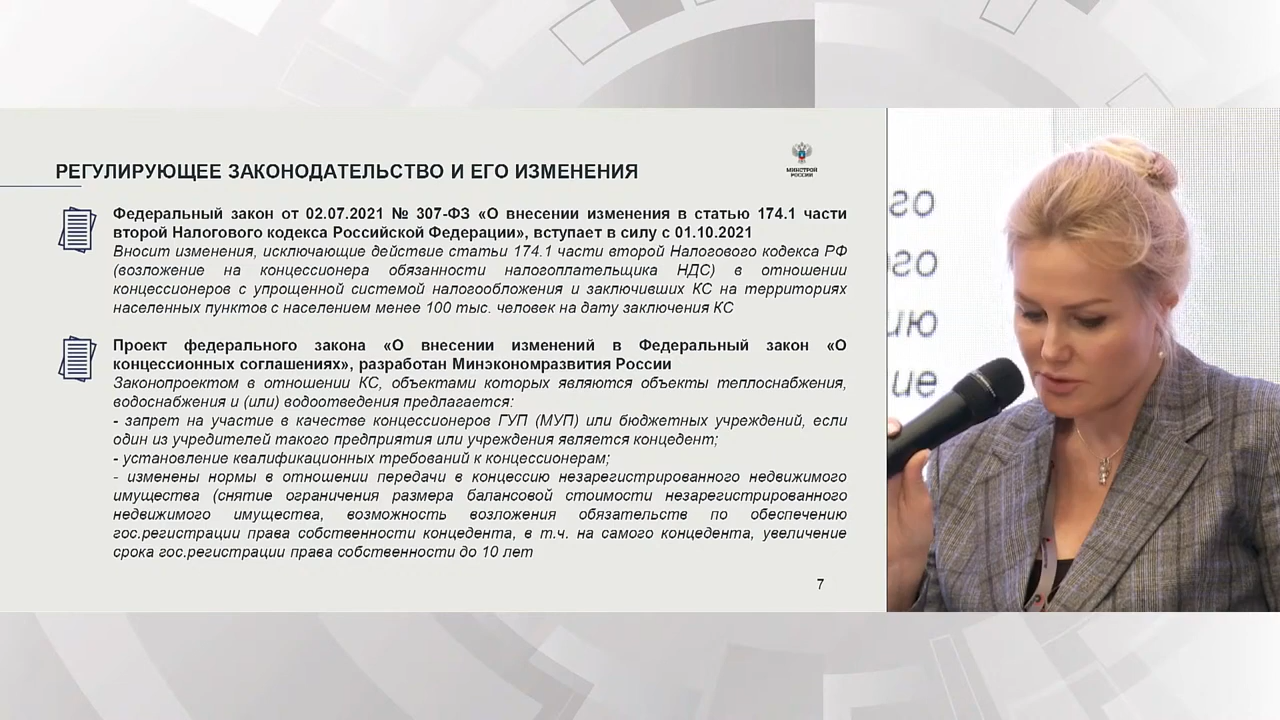 РЕГУЛИРУЮЩЕЕ ЗАКОНОДАТЕЛЬСТВО И ЕГО ИЗМЕНЕНИЯ
МИНСТРОЙ
РОССИИ
Федеральный закон от 02.07.2021 № 307-ФЗ «О внесении изменения в статью 174.1 части
второй Налогового кодекса Российской Федерации», вступает в силу с 01.10.2021
Вносит изменения, исключающие действие статьи 174.1 части второй Налогового кодекса РФ
(возложение на концессионера обязанности налогоплательщика НДС) в отношении
концессионеров с упрощенной системой налогообложения и заключивших КС на территориях
населенных пунктов с населением менее 100 тыс. человек на дату заключения КС
Проект федерального закона «О внесении изменений в Федеральный закон «О
концессионных соглашениях», разработан Минэкономразвития России
Законопроектом в отношении КС, объектами которых являются объекты теплоснабжения,
водоснабжения и (или) водоотведения предлагается:
- запрет на участие в качестве концессионеров ГУП (МУП) или бюджетных учреждений, если
один из учредителей такого предприятия или учреждения является концедент;
- установление квалификационных требований к концессионерам;
- изменены нормы в отношении передачи в концессию незарегистрированного недвижимого
имущества (снятие ограничения размера балансовой стоимости незарегистрированного
недвижимого имущества, возможность возложения обязательств по обеспечению
гос.регистрации права собственности концедента, в т.ч. на самого концедента, увеличение
срока гос.регистрации права собственности до 10 лет
7
го
ого
ию
ие